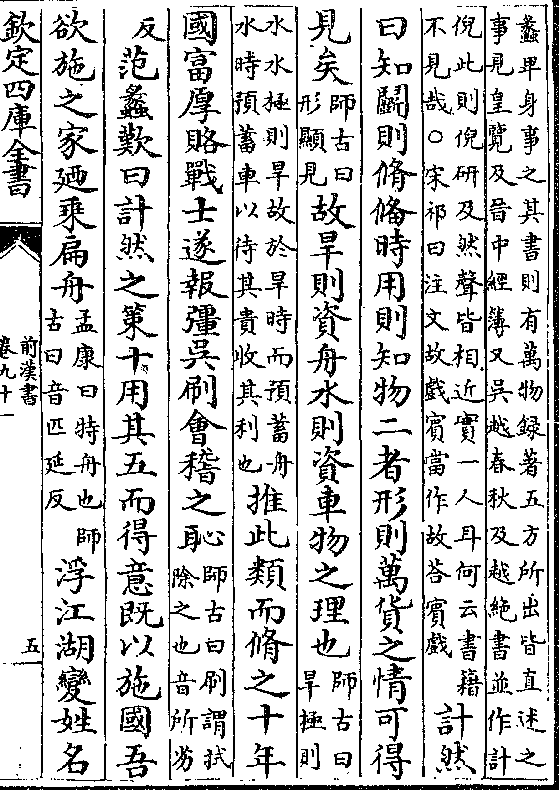 蠡卑身事之其書則有萬物録著五方所出皆直述之
事見皇覽及晉中經簿又吳越春秋及越絶書並作計
倪此則倪研及然聲皆相近實一人耳何云書籍
不見哉○宋祁曰注文故戲賓當作故荅賓戲
計然
曰知鬭則脩備時用則知物二者形則萬貨之情可得
見矣
師古曰
形顯見
故旱則資舟水則資車物之理也
師古曰
旱極則
水水極則旱故於旱時而預蓄舟
水時預蓄車以待其貴收其利也
推此類而脩之十年
國富厚賂戰士遂報彊吳刷會稽之恥
師古曰刷謂拭
除之也音所劣
反
范蠡歎曰計然之策十用其五而得意既以施國吾
欲施之家廼乗扁舟
孟康曰特舟也師
古曰音匹延反
浮江湖變姓名
欽定四庫全書
前漢書
卷九十一
五